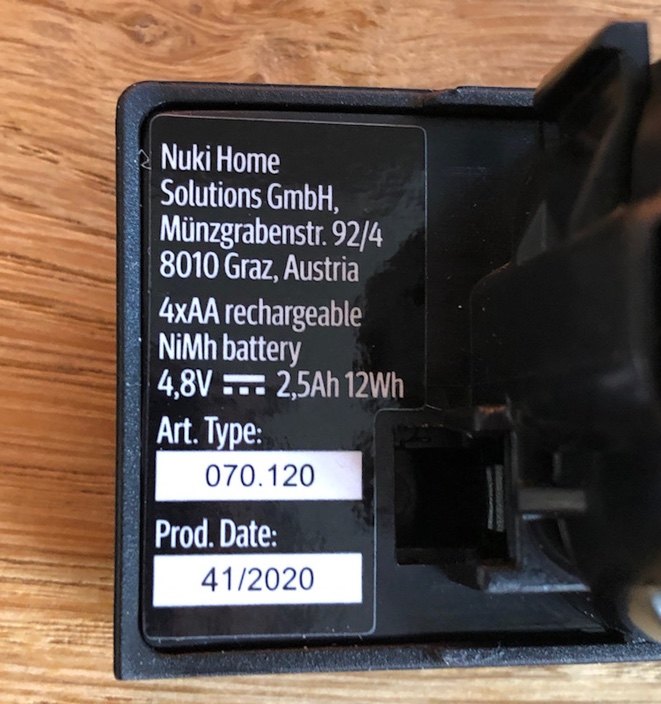 Nuki Home
Solutions GmbH,
Münzgrabenstr. 92/4
8010 Graz, Austria
4xAA rechargeable
NiMh battery
4,8V ⎓ 2,5Ah 12Wh
Art. Type:
070.120
Prod. Date:
41/2020